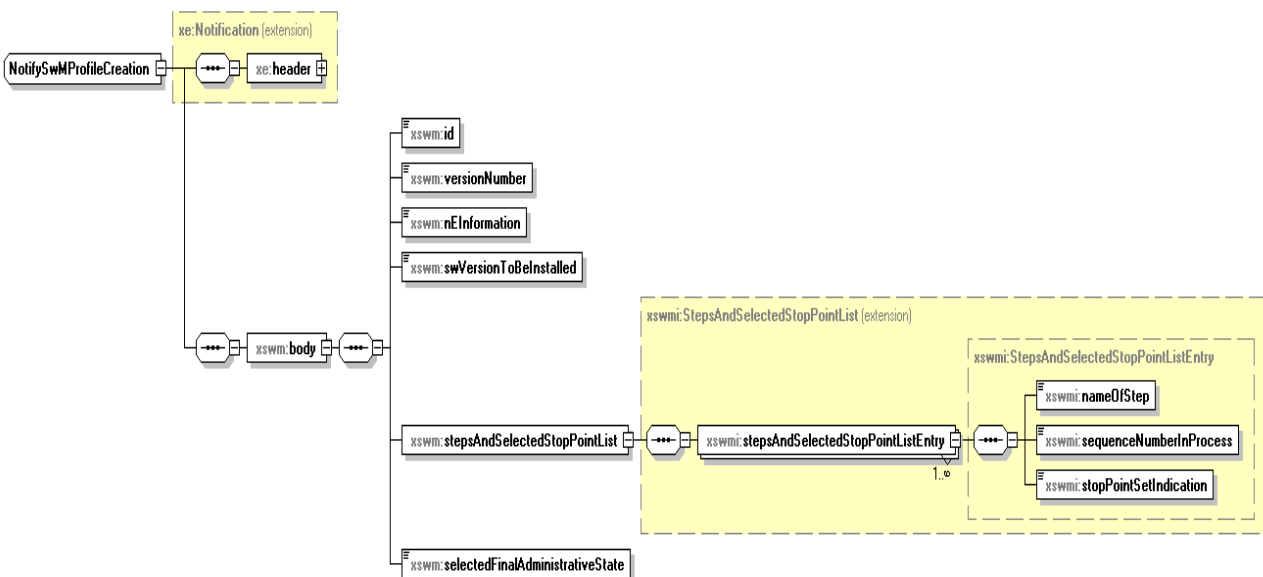 xe:Notification (extension)
NotifySwMProfileCreation
xe:header
xswm:id
xswm:versionNumber
xswm:nEInformation
xswm:swVersionToBeInstalled
xswmi:StepsAndSelectedStopPointList (extension)
xswm:body
xswmi:StepsAndSelectedStopPointListEntry
xswmi:nameOfStep
xswm:stepsAndSelectedStopPointList
xswmi:stepsAndSelectedStopPointListEntry
xswmi:sequenceNumberInProcess
1..∞
xswmi:stopPointSetIndication
xswm:selectedFinalAdministrativeState